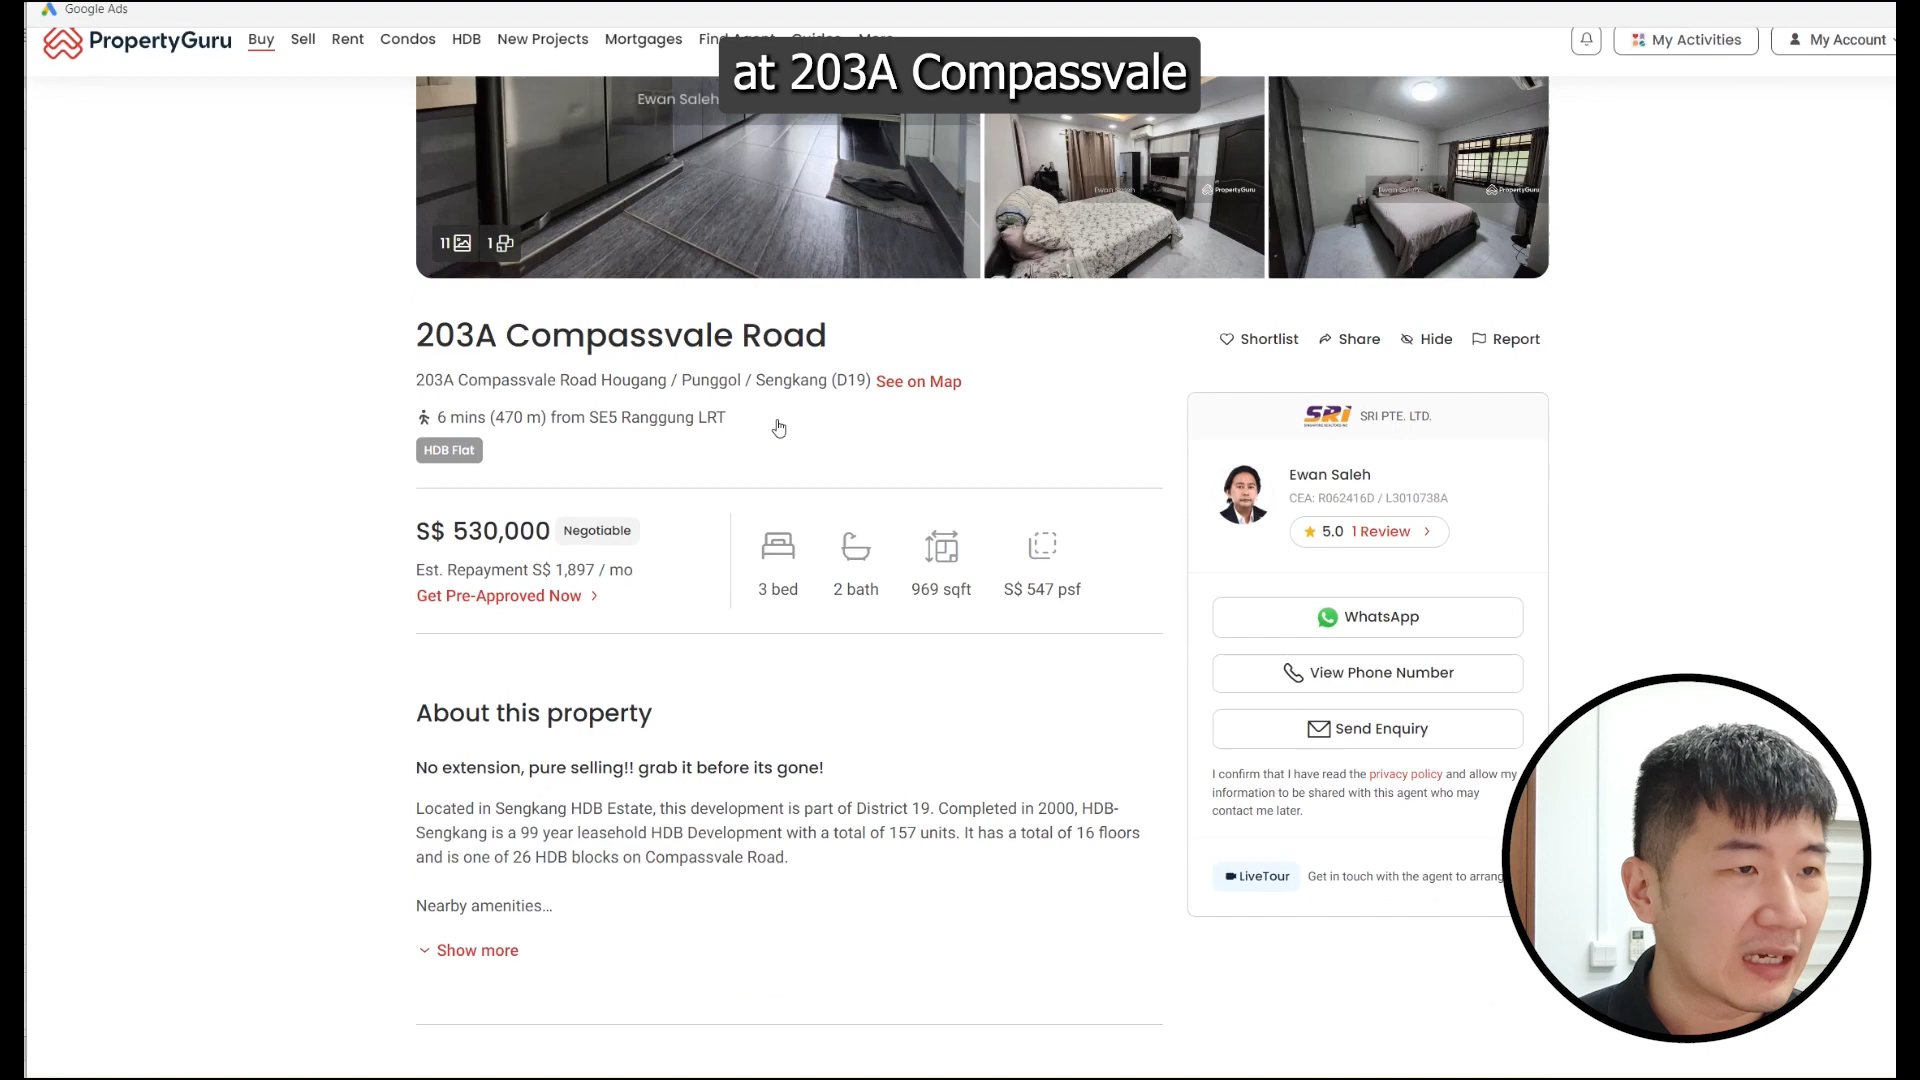 Google Ads
PropertyGuru
Buy Sell Rent Condos HDB New Projects Mortgages
My Activities
My Account
at 203A Compassvale
Ewan Saleh
Ewan Saleh
PropertyGuru
PropertyGuru
11
1
203A Compassvale Road
Shortlist Share Hide Report
203A Compassvale Road Hougang / Punggol / Sengkang (D19) See on Map
6 mins (470 m) from SE5 Ranggung LRT
HDB Flat
S$ 530,000 Negotiable
Est. Repayment S$ 1,897 / mo
Get Pre-Approved Now
3 bed
2 bath
969 sqft
S$ 547 psf
About this property
No extension, pure selling!! grab it before its gone!
Located in Sengkang HDB Estate, this development is part of District 19. Completed in 2000, HDB-
Sengkang is a 99 year leasehold HDB Development with a total of 157 units. It has a total of 16 floors
and is one of 26 HDB blocks on Compassvale Road.
Nearby amenities...
Show more
SRI SRI PTE. LTD.
Ewan Saleh
CEA: R062416D / L3010738A
5.0 1 Review
WhatsApp
View Phone Number
Send Enquiry
I confirm that I have read the privacy policy and allow my
information to be shared with this agent who may
contact me later.
LiveTour Get in touch with the agent to arrang